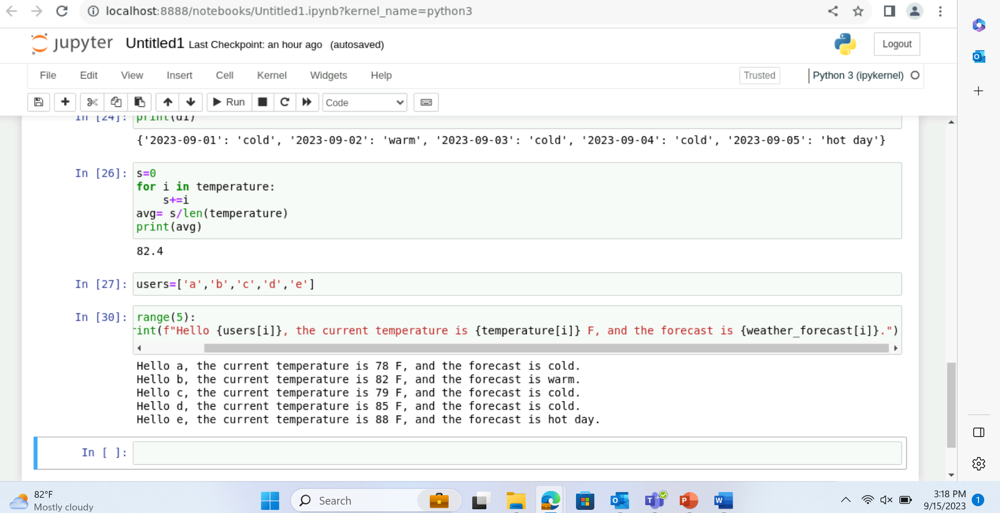 localhost:8888/notebooks/Untitled1.ipynb?kernel_name=python3
jupyter Untitled1 Last Checkpoint: an hour ago (autosaved)
Logout
File Edit View Insert Cell Kernel Widgets Help
Trusted Python 3 (ipykernel)
Run Code
In [24]: print(d1)
{'2023-09-01': 'cold', '2023-09-02': 'warm', '2023-09-03': 'cold', '2023-09-04': 'cold', '2023-09-05': 'hot day'}
In [26]: s=0
for i in temperature:
    s+=i
avg= s/len(temperature)
print(avg)
82.4
In [27]: users=['a','b','c','d','e']
In [30]: range(5):
rint(f"Hello {users[i]}, the current temperature is {temperature[i]} F, and the forecast is {weather_forecast[i]}.")
Hello a, the current temperature is 78 F, and the forecast is cold.
Hello b, the current temperature is 82 F, and the forecast is warm.
Hello c, the current temperature is 79 F, and the forecast is cold.
Hello d, the current temperature is 85 F, and the forecast is cold.
Hello e, the current temperature is 88 F, and the forecast is hot day.
In [ ]:
82°F
Mostly cloudy
Search
3:18 PM
9/15/2023
1